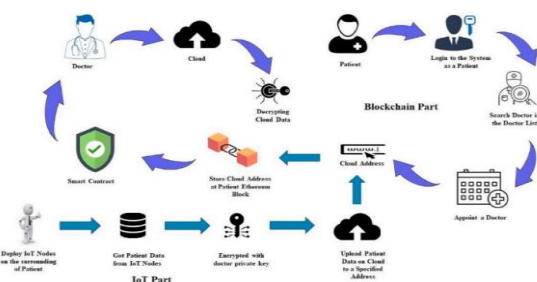 Doctor
Cloud
Decrypting
Cloud Data
Patient
Login to the System
as a Patient
Blockchain Part
Search Doctor in
the Doctor List
Smart Contract
Store Cloud Address
at Patient Ethereum
Block
Cloud Address
Appoint a Doctor
Deploy IoT Nodes
on the surrounding
of Patient
Got Patient Data
from IoT Nodes
Encrypted with
doctor private key
Upload Patient
Data on Cloud
to a Specified
Address
IoT Part